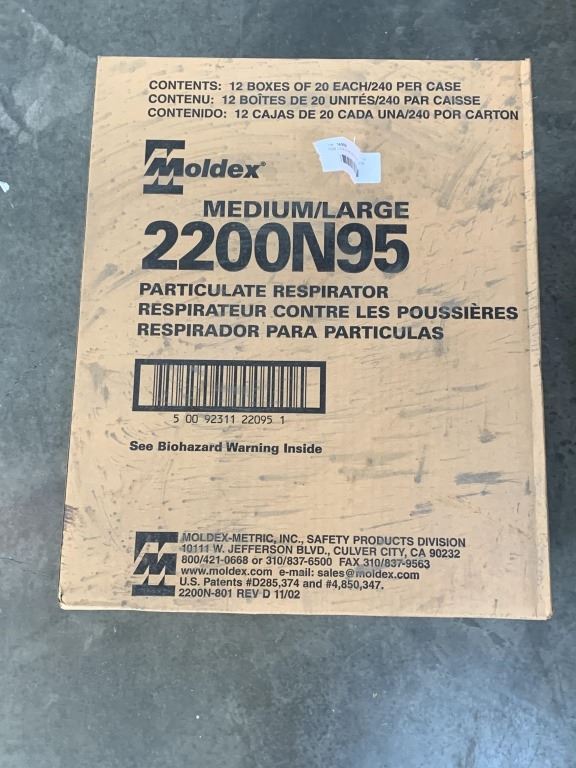 CONTENTS: 12 BOXES OF 20 EACH/240 PER CASE
CONTENU: 12 BOÎTES DE 20 UNITÉS/240 PAR CAISSE
CONTENIDO: 12 CAJAS DE 20 CADA UNA/240 POR CARTON
Moldex®
MEDIUM/LARGE
2200N95
PARTICULATE RESPIRATOR
RESPIRATEUR CONTRE LES POUSSIÈRES
RESPIRADOR PARA PARTICULAS
5 00 92311 22095 1
See Biohazard Warning Inside
MOLDEX-METRIC, INC., SAFETY PRODUCTS DIVISION
10111 W. JEFFERSON BLVD., CULVER CITY, CA 90232
800/421-0668 or 310/837-6500 FAX 310/837-9563
www.moldex.com e-mail: sales@moldex.com
U.S. Patents #D285,374 and #4,850,347.
2200N-801 REV D 11/02